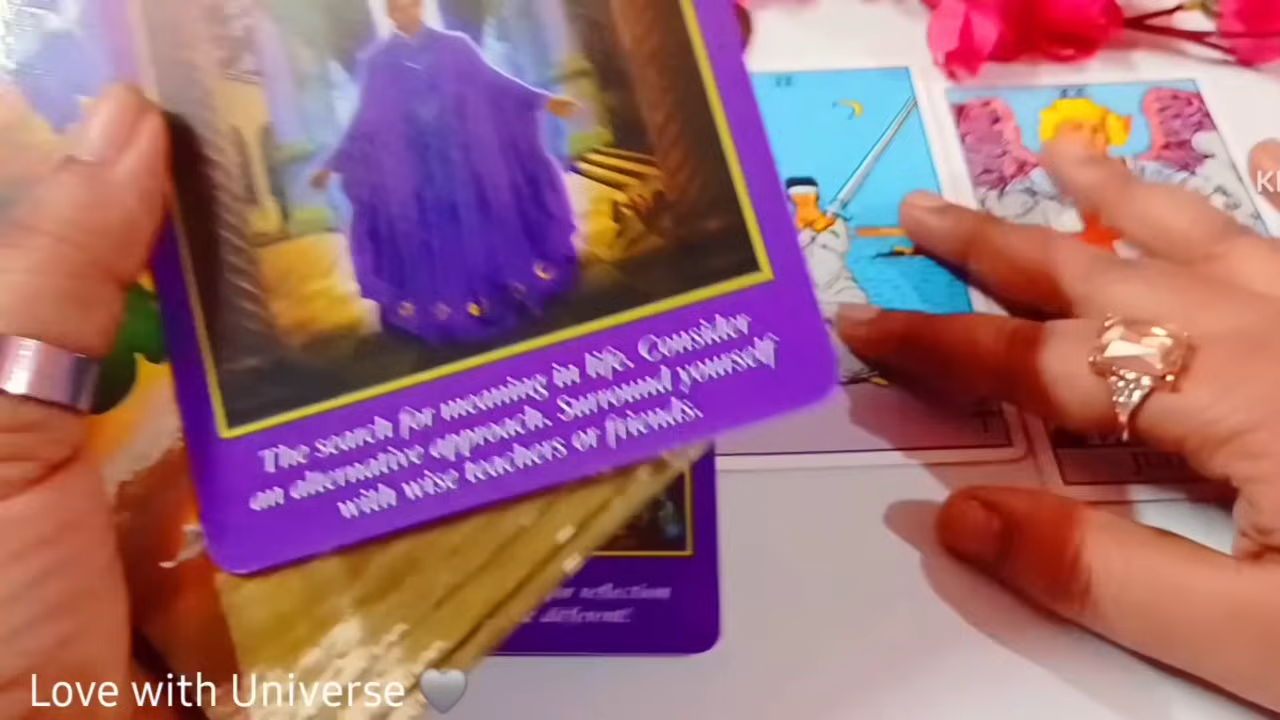 The search for meaning in life. Consider
an alternative approach. Surround yourself
with wise teachers or friends.
reflection
different!
Love with Universe 🤍